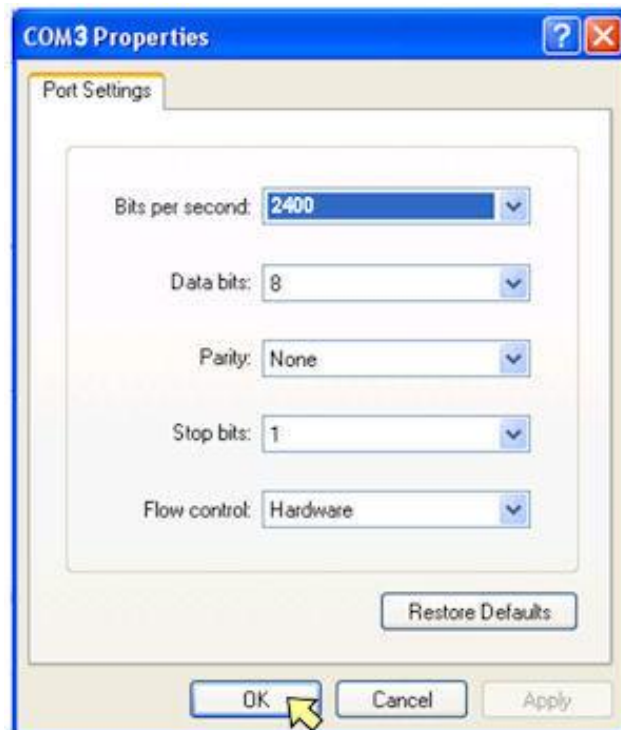 COM3 Properties
Port Settings
Bits per second: 2400
Data bits: 8
Parity: None
Stop bits: 1
Flow control: Hardware
Restore Defaults
OK Cancel Apply